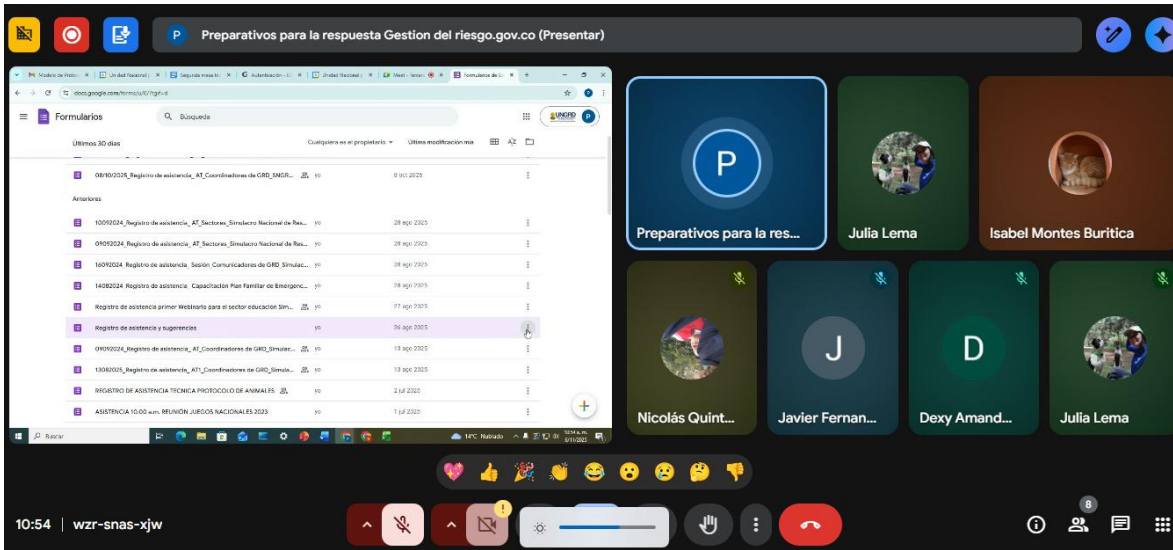 P Preparativos para la respuesta Gestion del riesgo.gov.co (Presentar)
docs.google.com/forms/u/0/?tgif=d
Formularios
Búsqueda
UNGRD
P
Últimos 30 días
Cualquiera es el propietario
Última modificación mía
08/10/2025_Registro de asistencia_ AT_Coordinadores de GRD_SNGR... yo 8 oct 2025
Anteriores
10092024_Registro de asistencia_ AT_Sectores_Simulacro Nacional de Res... yo 28 ago 2025
09092024_Registro de asistencia_ AT_Sectores_Simulacro Nacional de Res... yo 28 ago 2025
16092024_Registro de asistencia_ Sesión_Comunicadores de GRD_Simulac... yo 28 ago 2025
14082024_Registro de asistencia_ Capacitación Plan Familiar de Emergenc... yo 28 ago 2025
Registro de asistencia primer Webinario para el sector educación Sim... yo 27 ago 2025
Registro de asistencia y sugerencias yo 26 ago 2025
09092024_Registro de asistencia_ AT_Coordinadores de GRD_Simulac... yo 13 ago 2025
13082025_Registro de asistencia_ AT1_Coordinadores de GRD_Simula... yo 13 ago 2025
REGISTRO DE ASISTENCIA TECNICA PROTOCOLO DE ANIMALES yo 2 jul 2025
ASISTENCIA 10:00 a.m. REUNIÓN JUEGOS NACIONALES 2023 yo 1 jul 2025
Buscar
14°C Nublado
10:54 a. m.
P
Preparativos para la res...
Julia Lema
Isabel Montes Buritica
Nicolás Quint...
J
Javier Fernan...
D
Dexy Amand...
Julia Lema
10:54 | wzr-snas-xjw
8